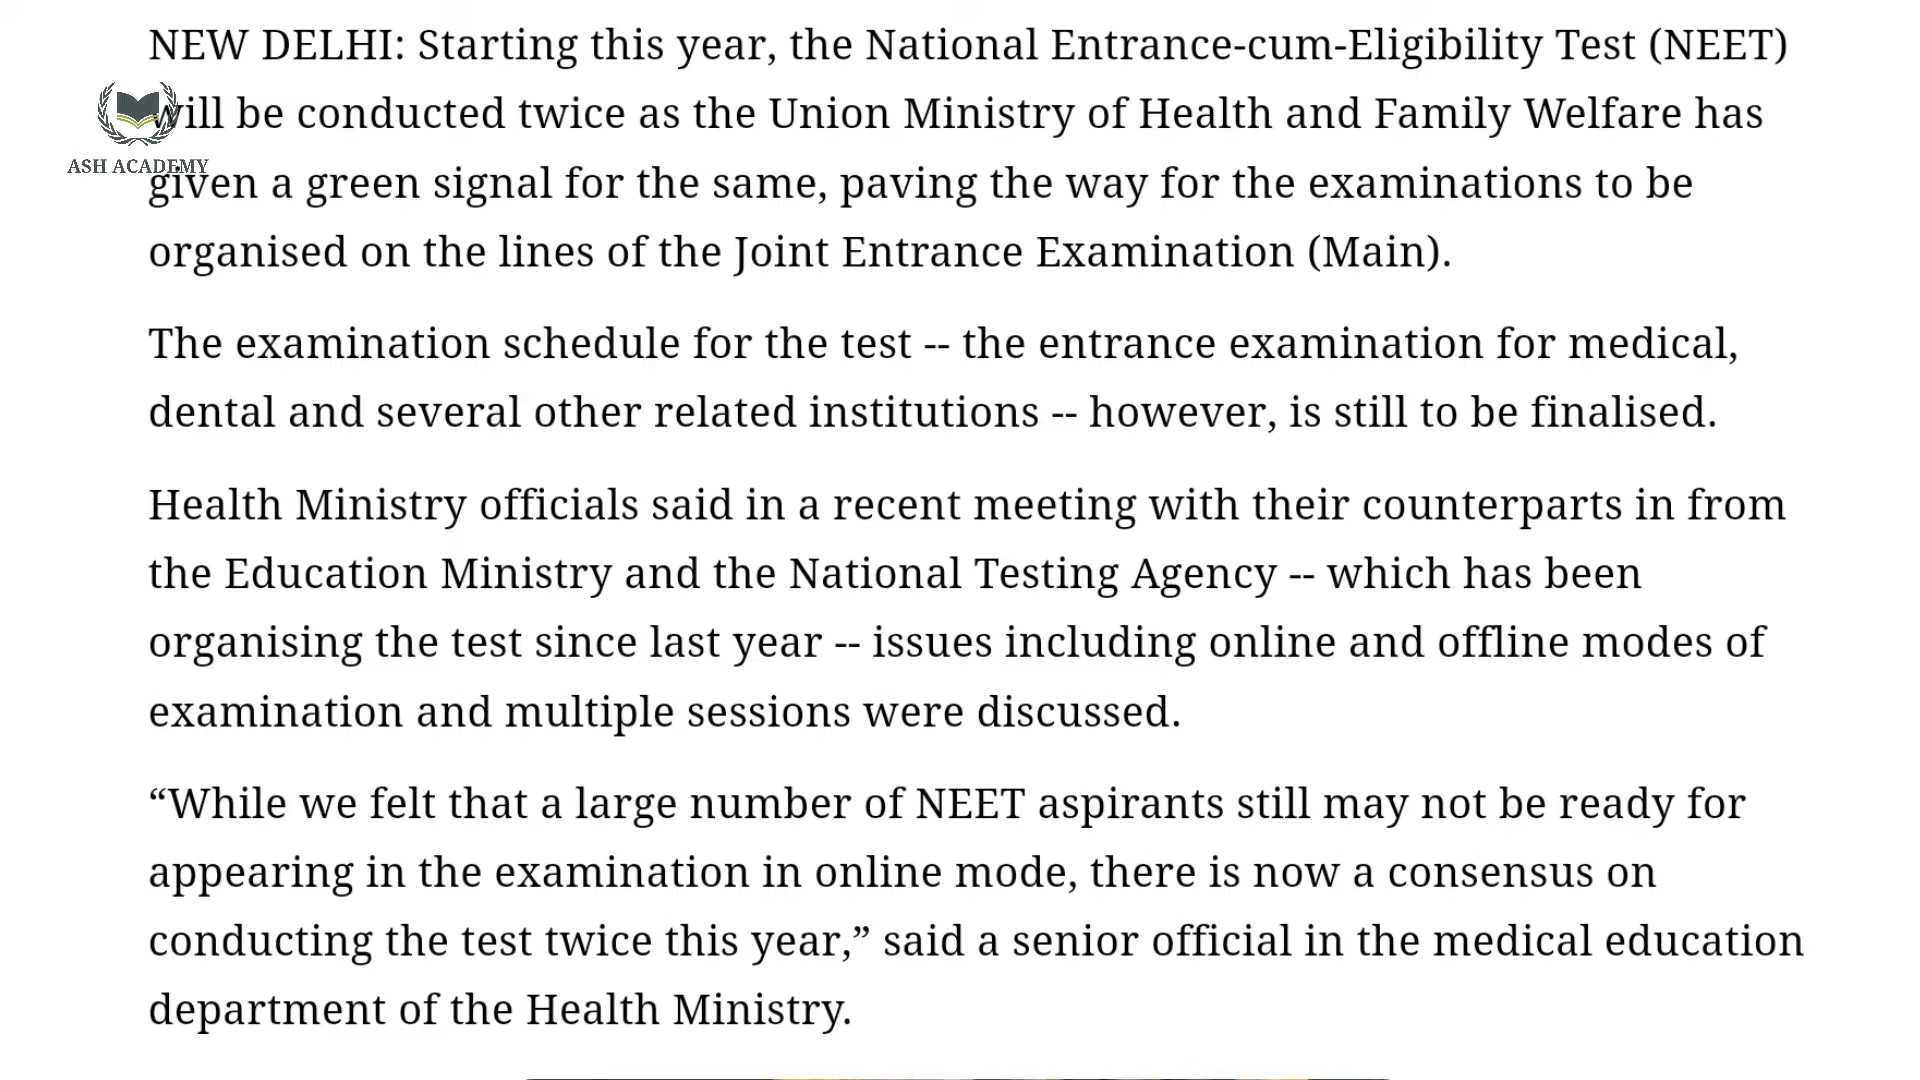 NEW DELHI: Starting this year, the National Entrance-cum-Eligibility Test (NEET)
will be conducted twice as the Union Ministry of Health and Family Welfare has
ASH ACADEMY
given a green signal for the same, paving the way for the examinations to be
organised on the lines of the Joint Entrance Examination (Main).
The examination schedule for the test -- the entrance examination for medical,
dental and several other related institutions -- however, is still to be finalised.
Health Ministry officials said in a recent meeting with their counterparts in from
the Education Ministry and the National Testing Agency -- which has been
organising the test since last year -- issues including online and offline modes of
examination and multiple sessions were discussed.
“While we felt that a large number of NEET aspirants still may not be ready for
appearing in the examination in online mode, there is now a consensus on
conducting the test twice this year,” said a senior official in the medical education
department of the Health Ministry.